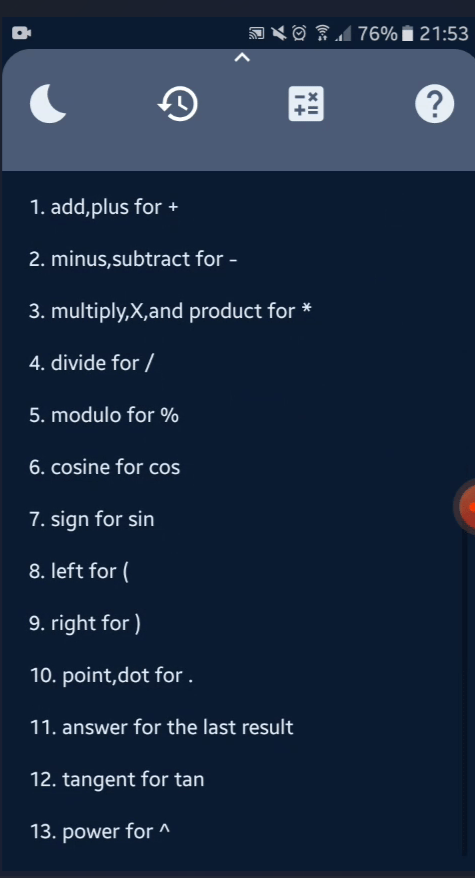 76% 21:53
1. add,plus for +
2. minus,subtract for -
3. multiply,X,and product for *
4. divide for /
5. modulo for %
6. cosine for cos
7. sign for sin
8. left for (
9. right for )
10. point,dot for .
11. answer for the last result
12. tangent for tan
13. power for ^